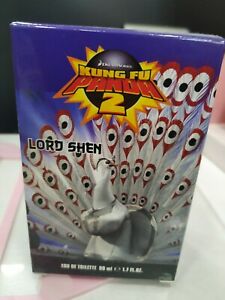 DREAMWORKS
KUNG FU
PANDA
2
LORD SHEN
EAU DE TOILETTE 50 ml ℮ 1.7 fl.oz.